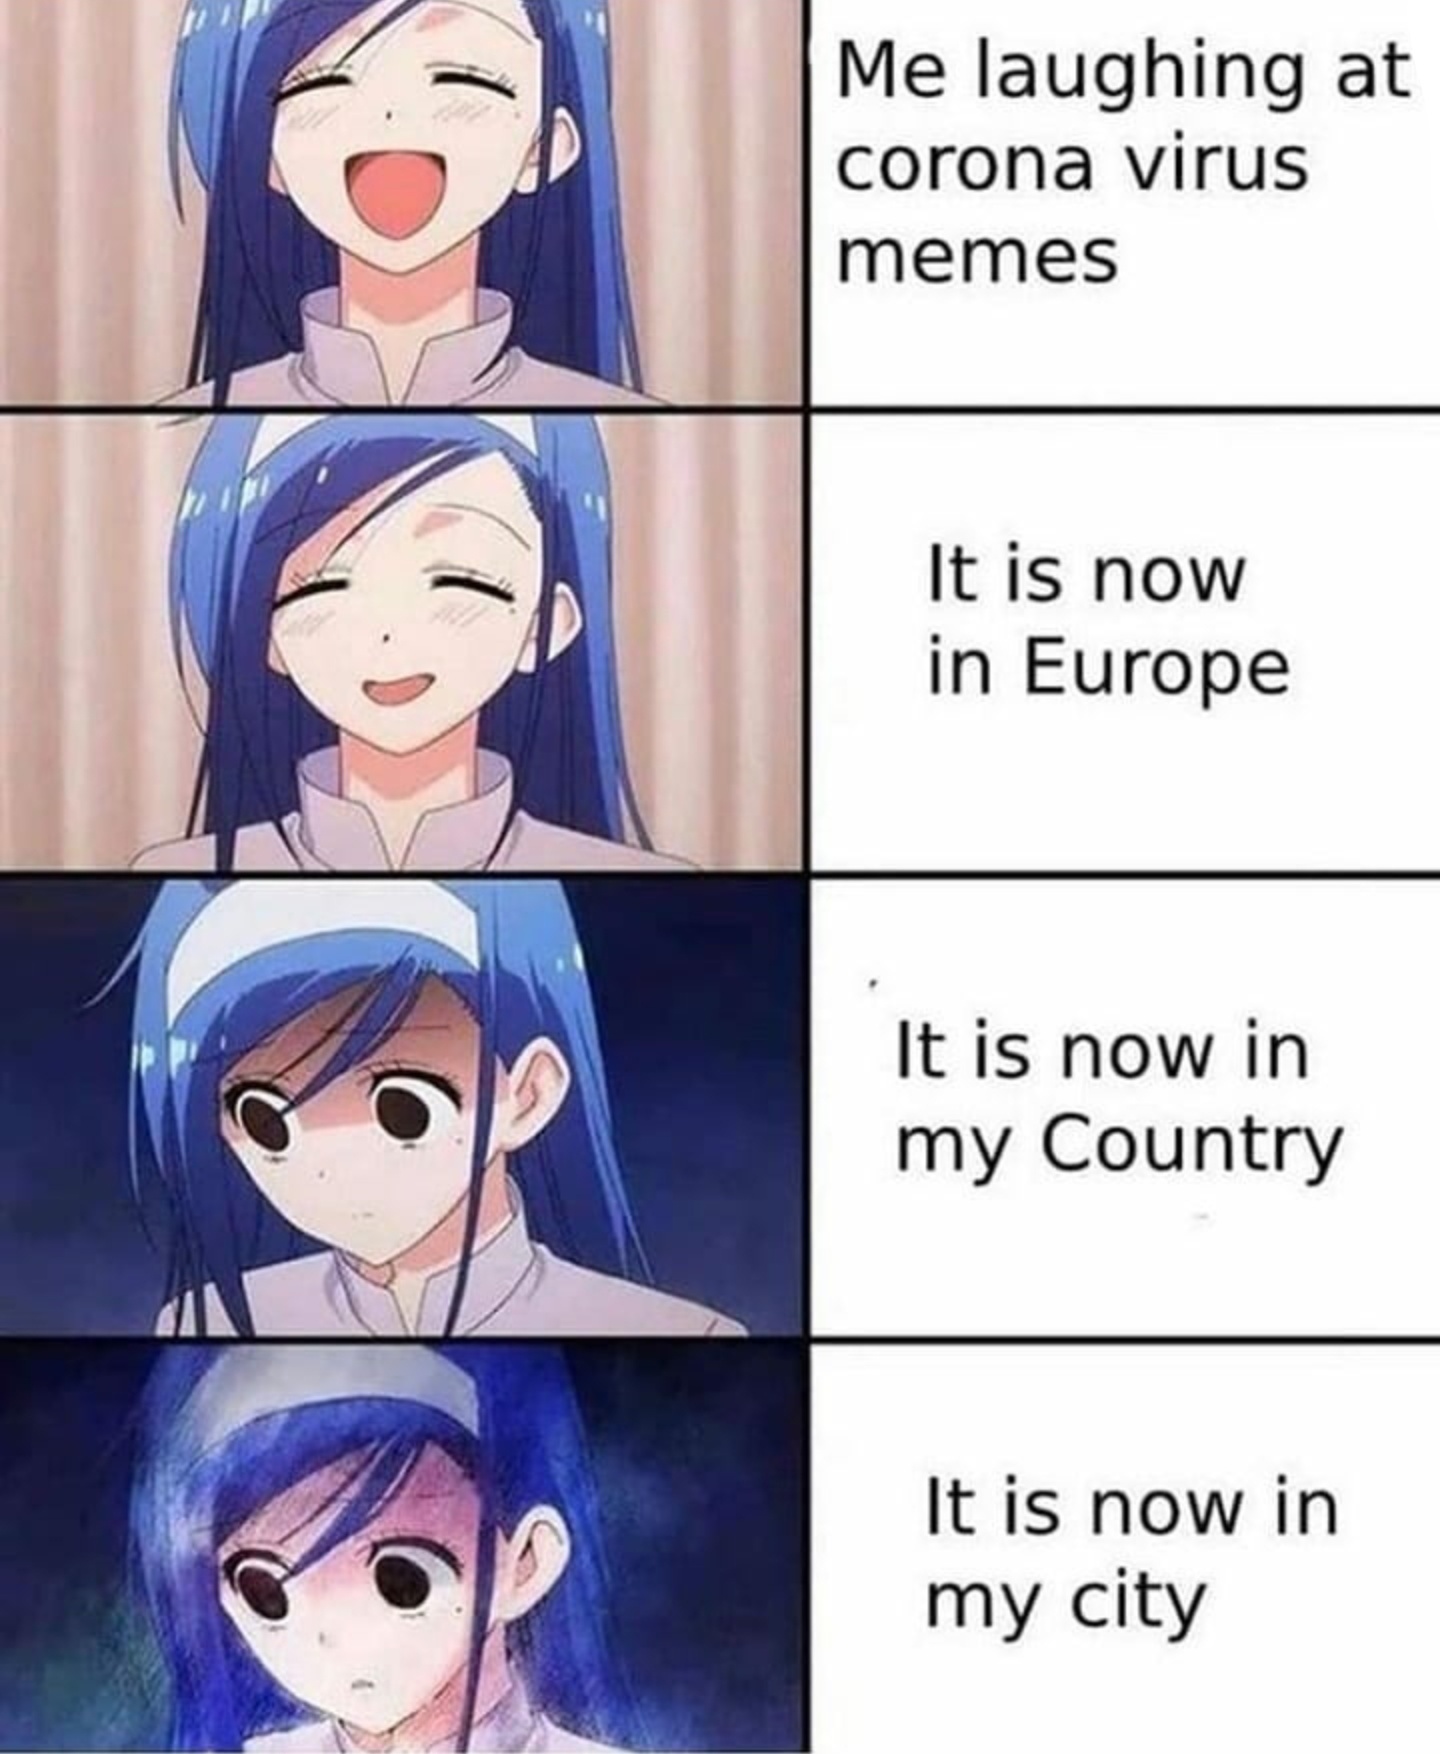 Me laughing at
corona virus
memes
It is now
in Europe
It is now in
my Country
It is now in
my city